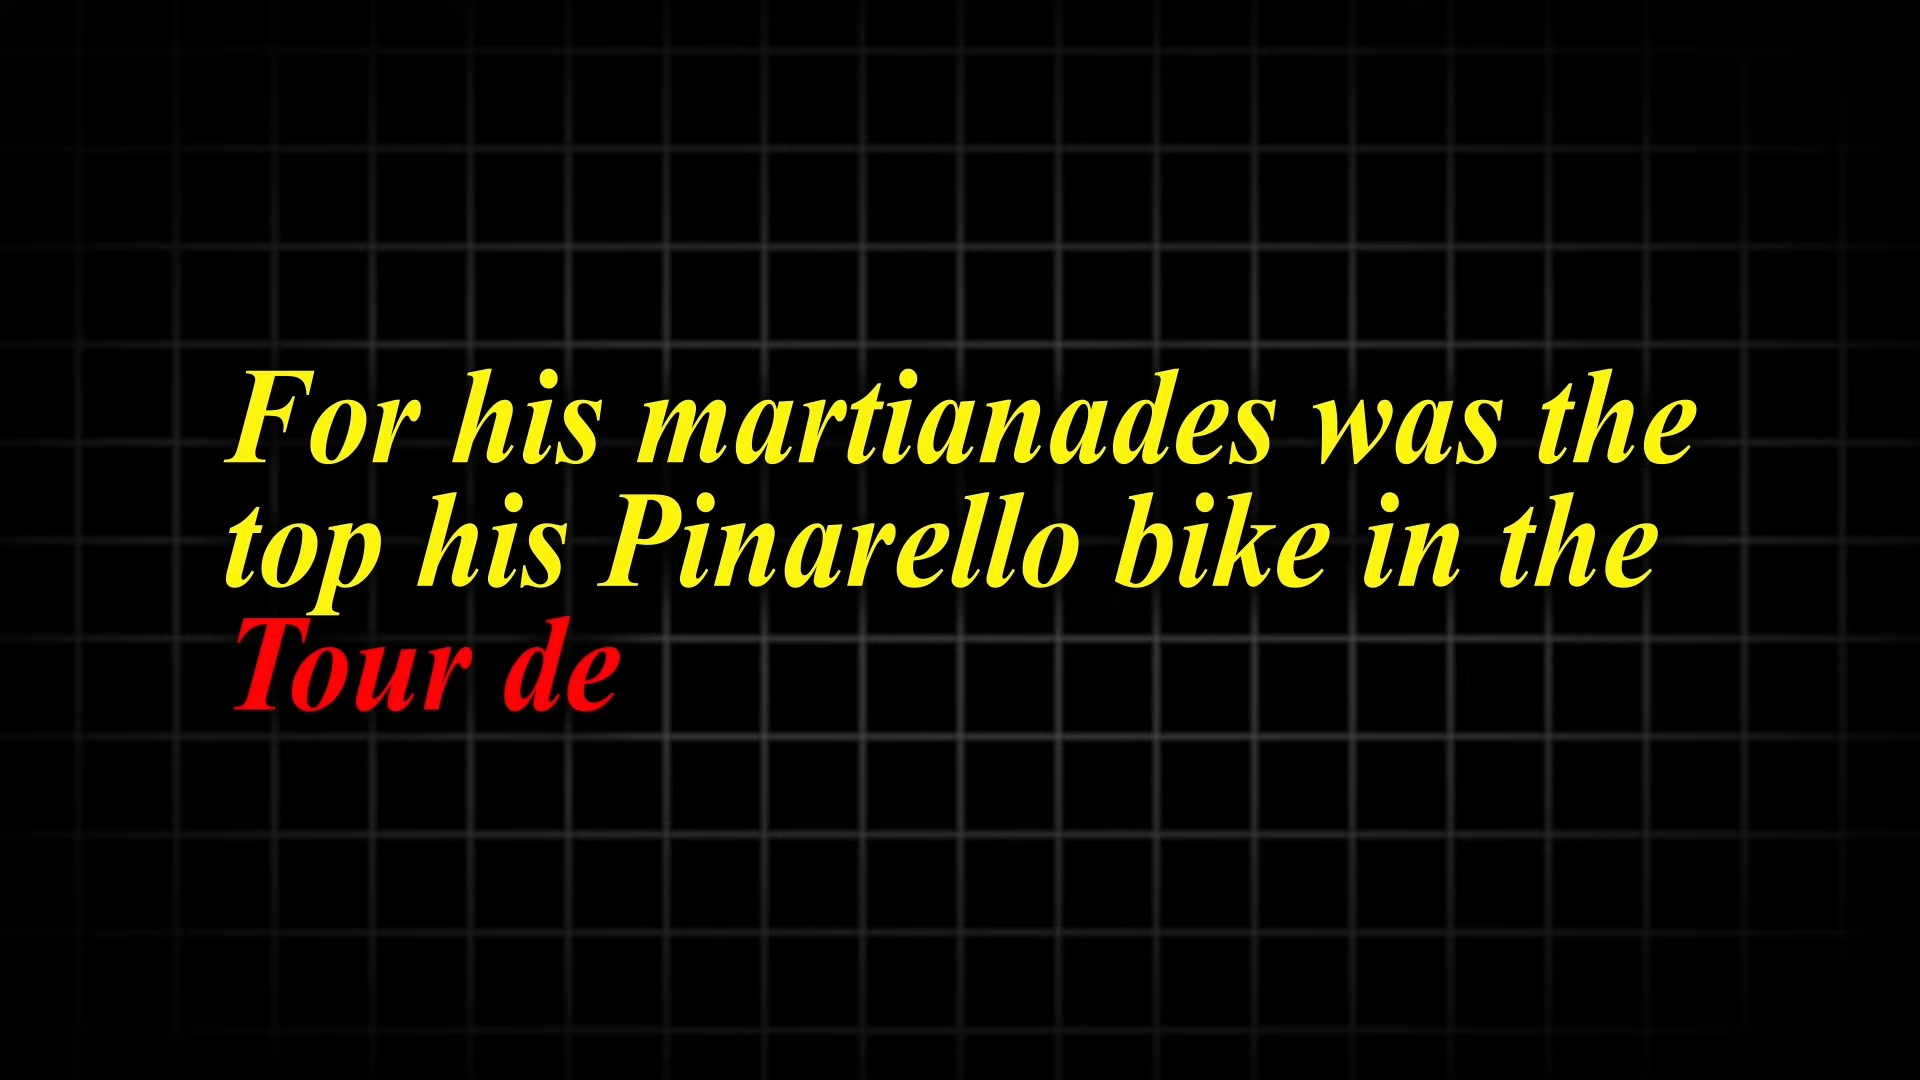 For his martianades was the
top his Pinarello bike in the
Tour de